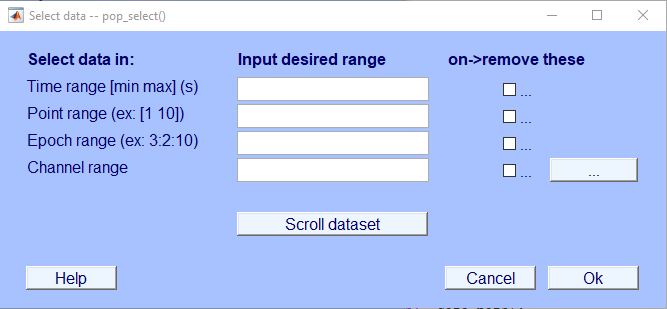 Select data -- pop_select()
Select data in: Input desired range on->remove these
Time range [min max] (s) ...
Point range (ex: [1 10]) ...
Epoch range (ex: 3:2:10) ...
Channel range ... ...
Scroll dataset
Help Cancel Ok